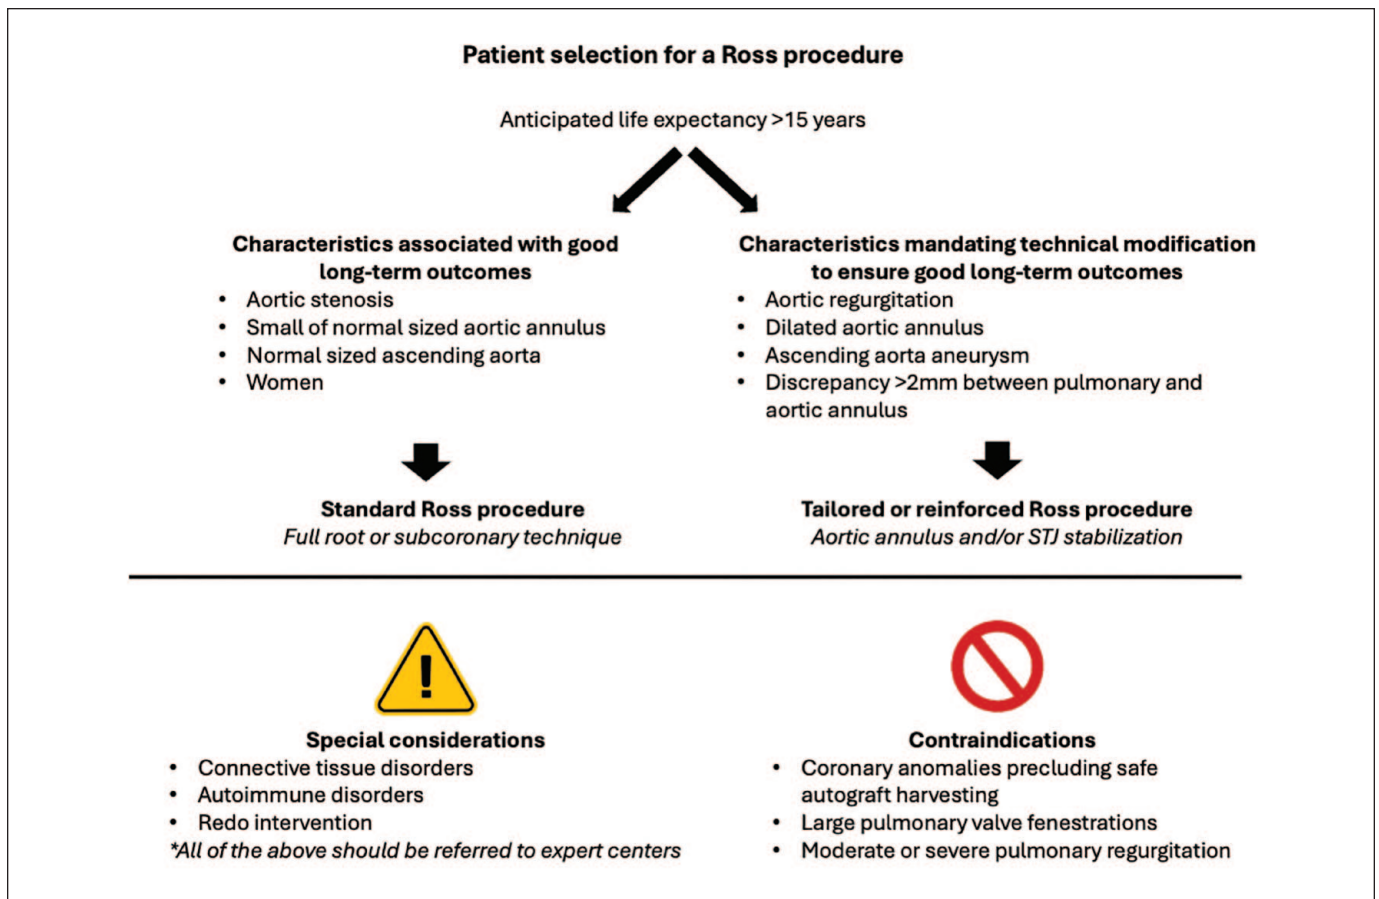 Patient selection for a Ross procedure
Anticipated life expectancy >15 years
Characteristics associated with good
long-term outcomes
• Aortic stenosis
• Small of normal sized aortic annulus
• Normal sized ascending aorta
• Women
Standard Ross procedure
Full root or subcoronary technique
Characteristics mandating technical modification
to ensure good long-term outcomes
• Aortic regurgitation
• Dilated aortic annulus
• Ascending aorta aneurysm
• Discrepancy >2mm between pulmonary and
aortic annulus
Tailored or reinforced Ross procedure
Aortic annulus and/or STJ stabilization
!
Special considerations
• Connective tissue disorders
• Autoimmune disorders
• Redo intervention
*All of the above should be referred to expert centers
Contraindications
• Coronary anomalies precluding safe
autograft harvesting
• Large pulmonary valve fenestrations
• Moderate or severe pulmonary regurgitation